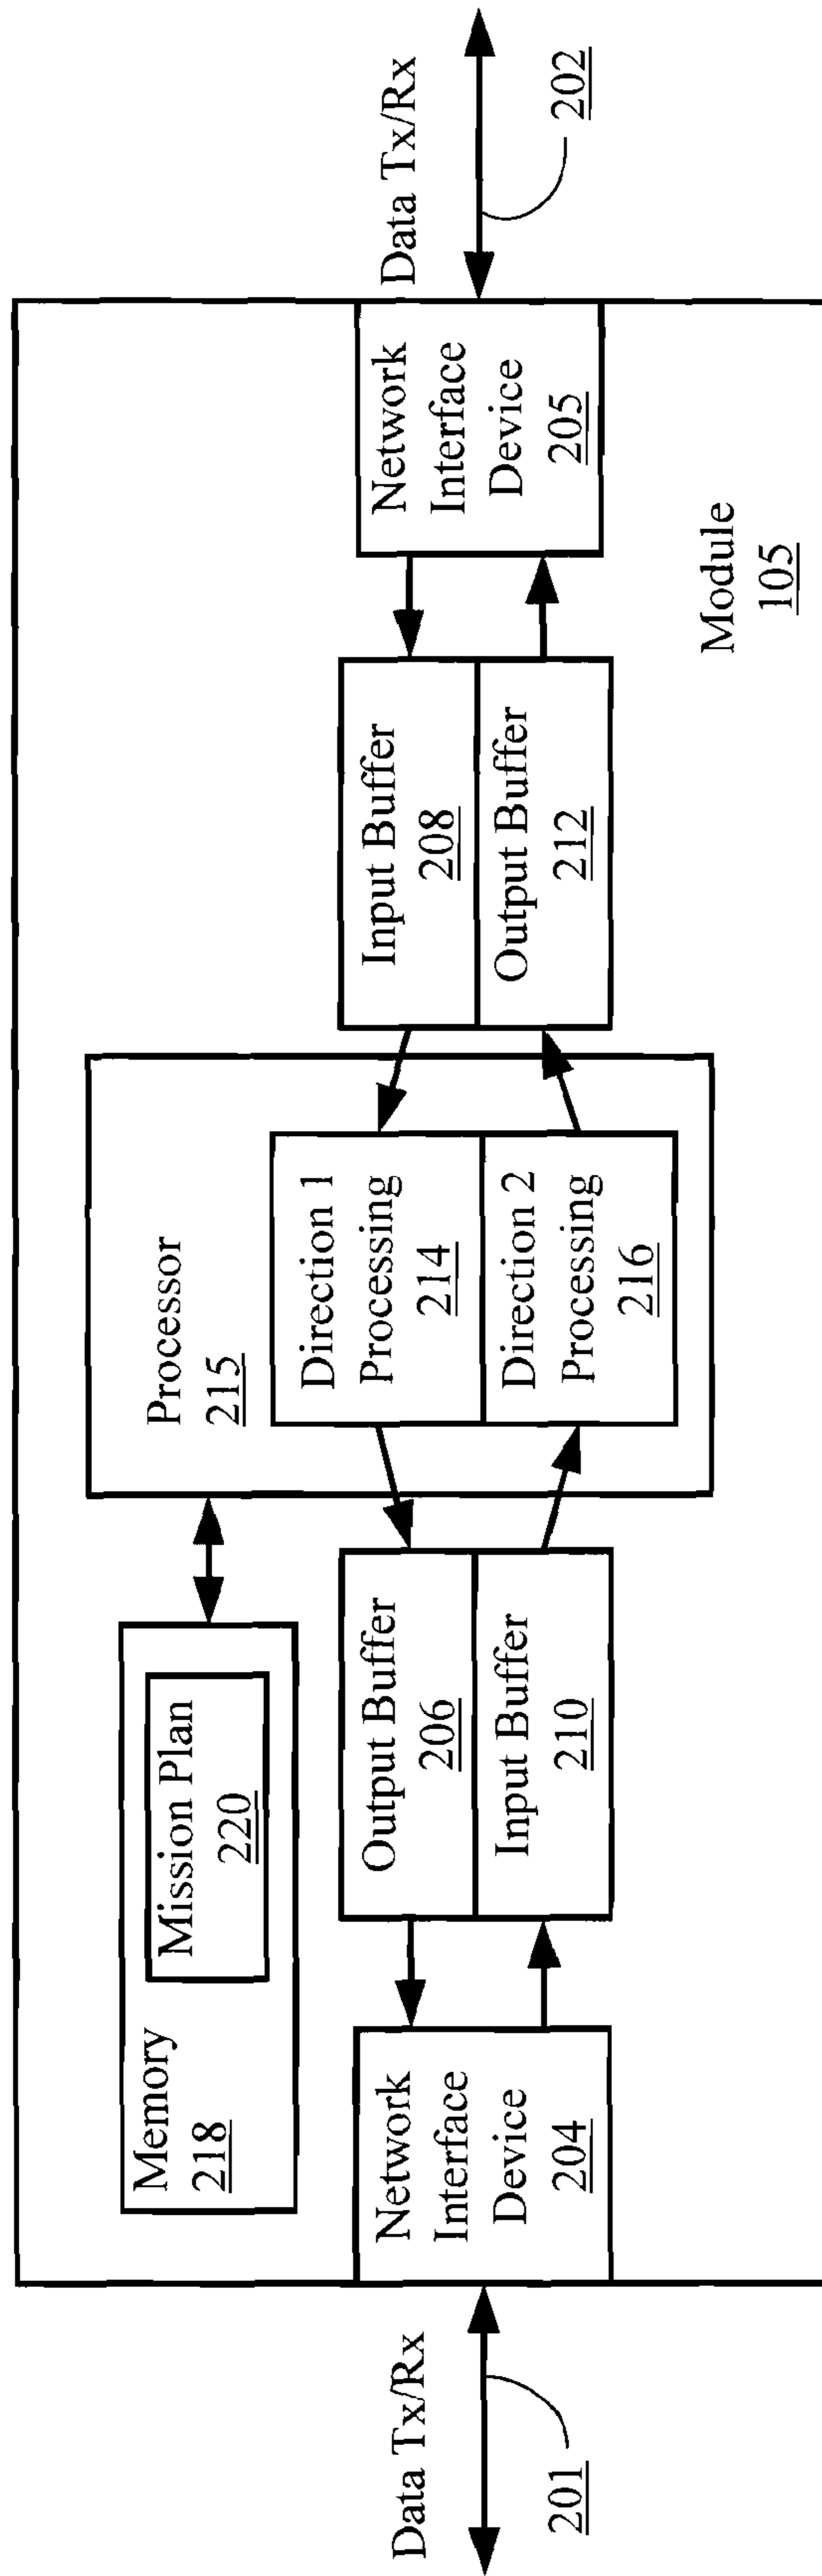 Data Tx/Rx
201
Memory
218
Mission Plan
220
Network
Interface
Device
204
Output Buffer
206
Input Buffer
210
Processor
215
Direction 1
Processing
214
Direction 2
Processing
216
Input Buffer
208
Output Buffer
212
Network
Interface
Device
205
Data Tx/Rx
202
Module
105